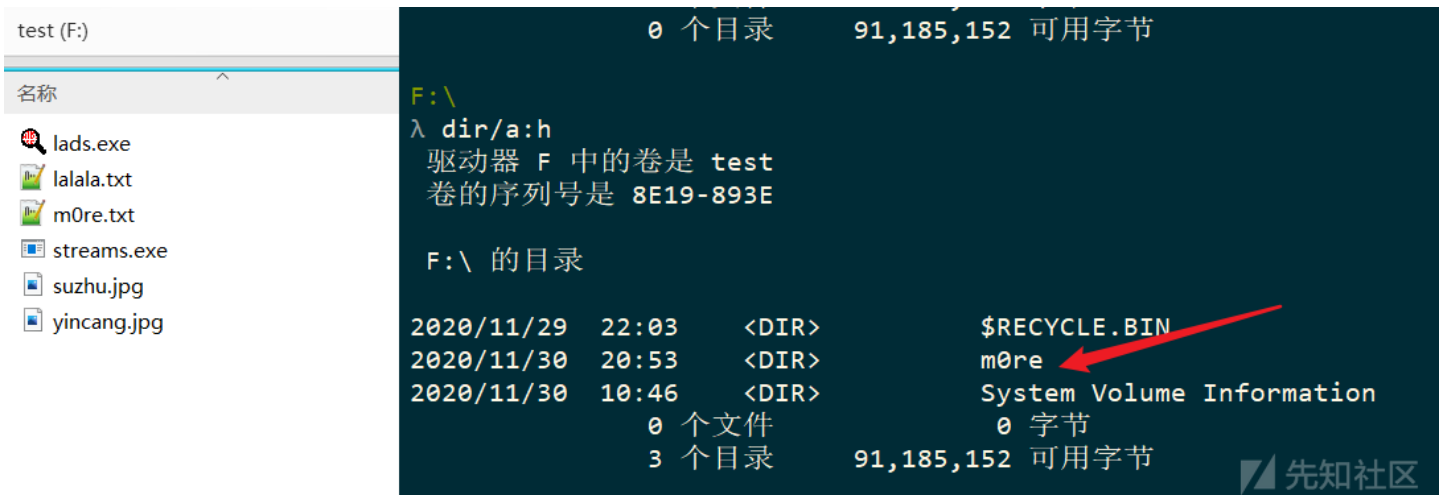 test (F:)
名称
lads.exe
lalala.txt
m0re.txt
streams.exe
suzhu.jpg
yincang.jpg
0 个目录 91,185,152 可用字节
F:\
λ dir/a:h
驱动器 F 中的卷是 test
卷的序列号是 8E19-893E
F:\ 的目录
2020/11/29 22:03 <DIR> $RECYCLE.BIN
2020/11/30 20:53 <DIR> m0re
2020/11/30 10:46 <DIR> System Volume Information
0 个文件 0 字节
3 个目录 91,185,152 可用字节
先知社区